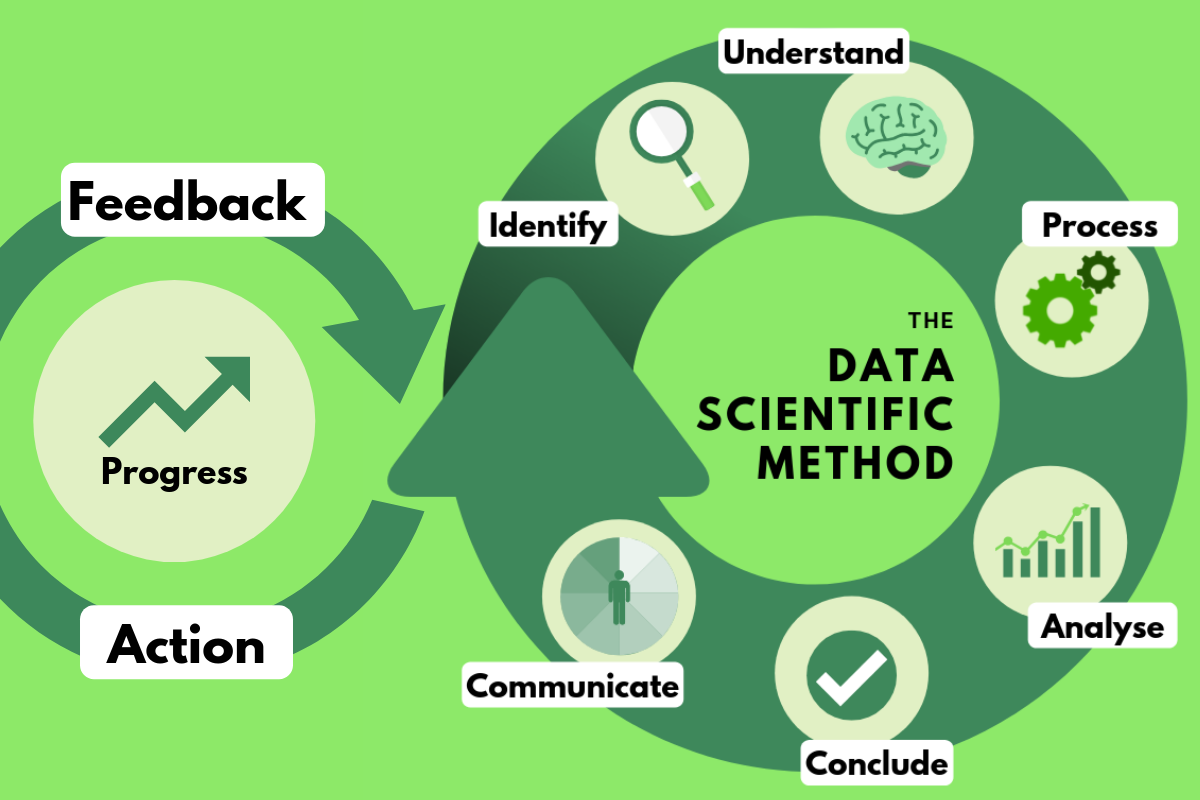 Feedback
Progress
Action
THE
DATA
SCIENTIFIC
METHOD
Identify
Understand
Process
Analyse
Conclude
Communicate